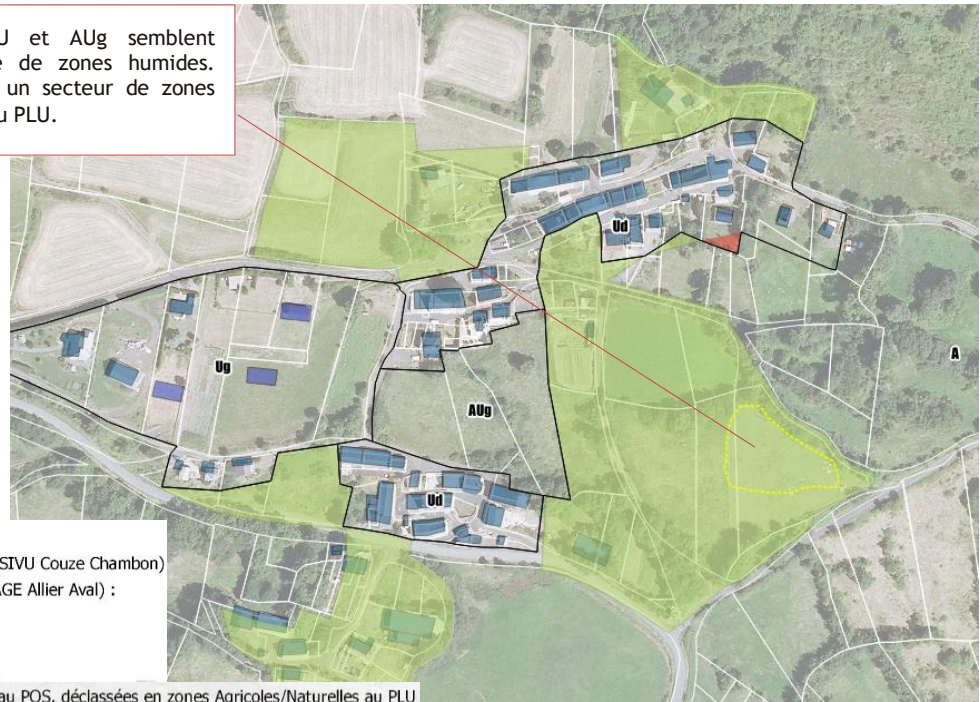 U et AUg semblent
de zones humides.
un secteur de zones
au PLU.
Ud
Ug
A
AUg
Ud
SIVU Couze Chambon)
AGE Allier Aval) :
au POS, déclassées en zones Agricoles/Naturelles au PLU